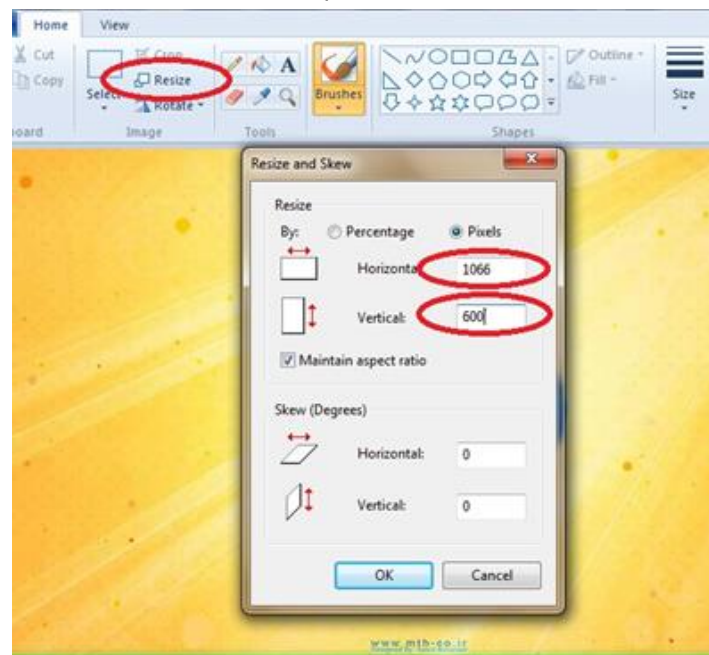 Home View
Cut
Copy
Select
Crop
Resize
Rotate
A
Brushes
Outline
Fill
Size
Image
Tools
Shapes
Resize and Skew
Resize
By: Percentage Pixels
Horizonta 1066
Vertical: 600
Maintain aspect ratio
Skew (Degrees)
Horizontal: 0
Vertical: 0
OK Cancel
www.mth-co.ir